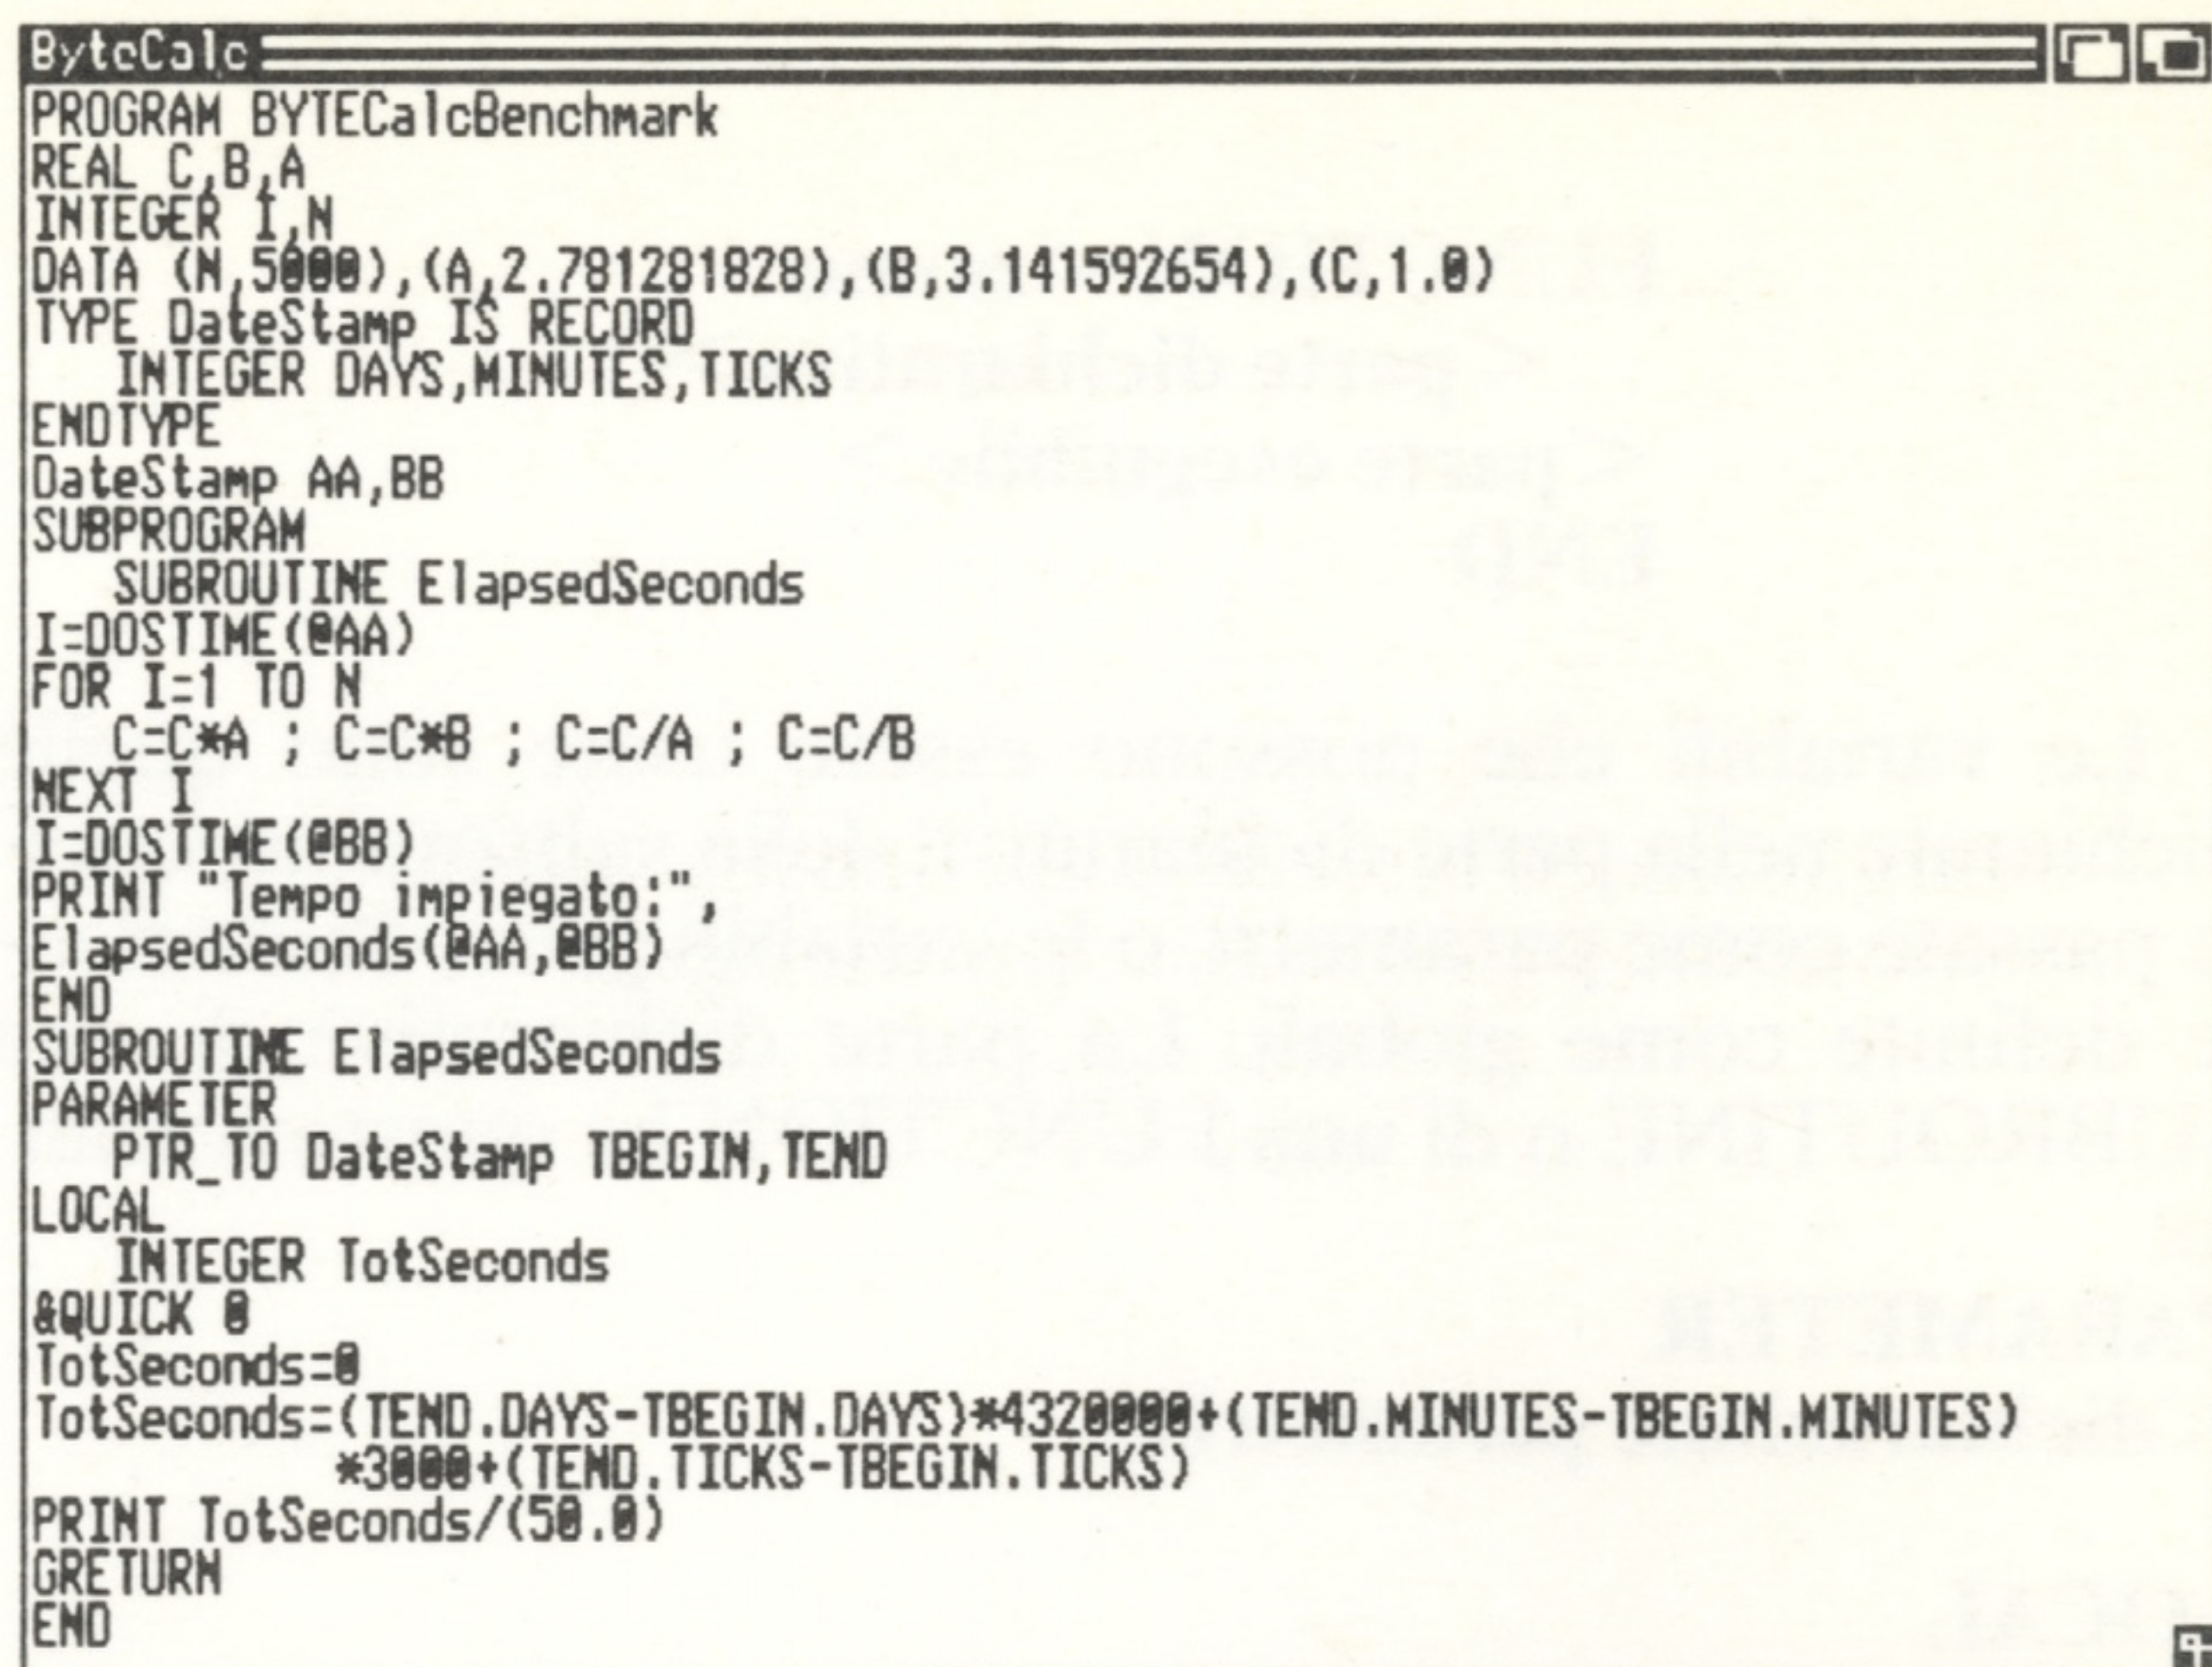 ByteCalc
PROGRAM BYTECalcBenchmark
REAL C,B,A
INTEGER I,N
DATA (N,5000),(A,2.781281828),(B,3.141592654),(C,1.0)
TYPE DateStamp IS RECORD
   INTEGER DAYS,MINUTES,TICKS
ENDTYPE
DateStamp AA,BB
SUBPROGRAM
   SUBROUTINE ElapsedSeconds
I=DOSTIME(@AA)
FOR I=1 TO N
   C=C*A ; C=C*B ; C=C/A ; C=C/B
NEXT I
I=DOSTIME(@BB)
PRINT "Tempo impiegato:",
ElapsedSeconds(@AA,@BB)
END
SUBROUTINE ElapsedSeconds
PARAMETER
   PTR_TO DateStamp TBEGIN,TEND
LOCAL
   INTEGER TotSeconds
&QUICK 0
TotSeconds=0
TotSeconds=(TEND.DAYS-TBEGIN.DAYS)*4320000+(TEND.MINUTES-TBEGIN.MINUTES)
           *3000+(TEND.TICKS-TBEGIN.TICKS)
PRINT TotSeconds/(50.0)
GRETURN
END